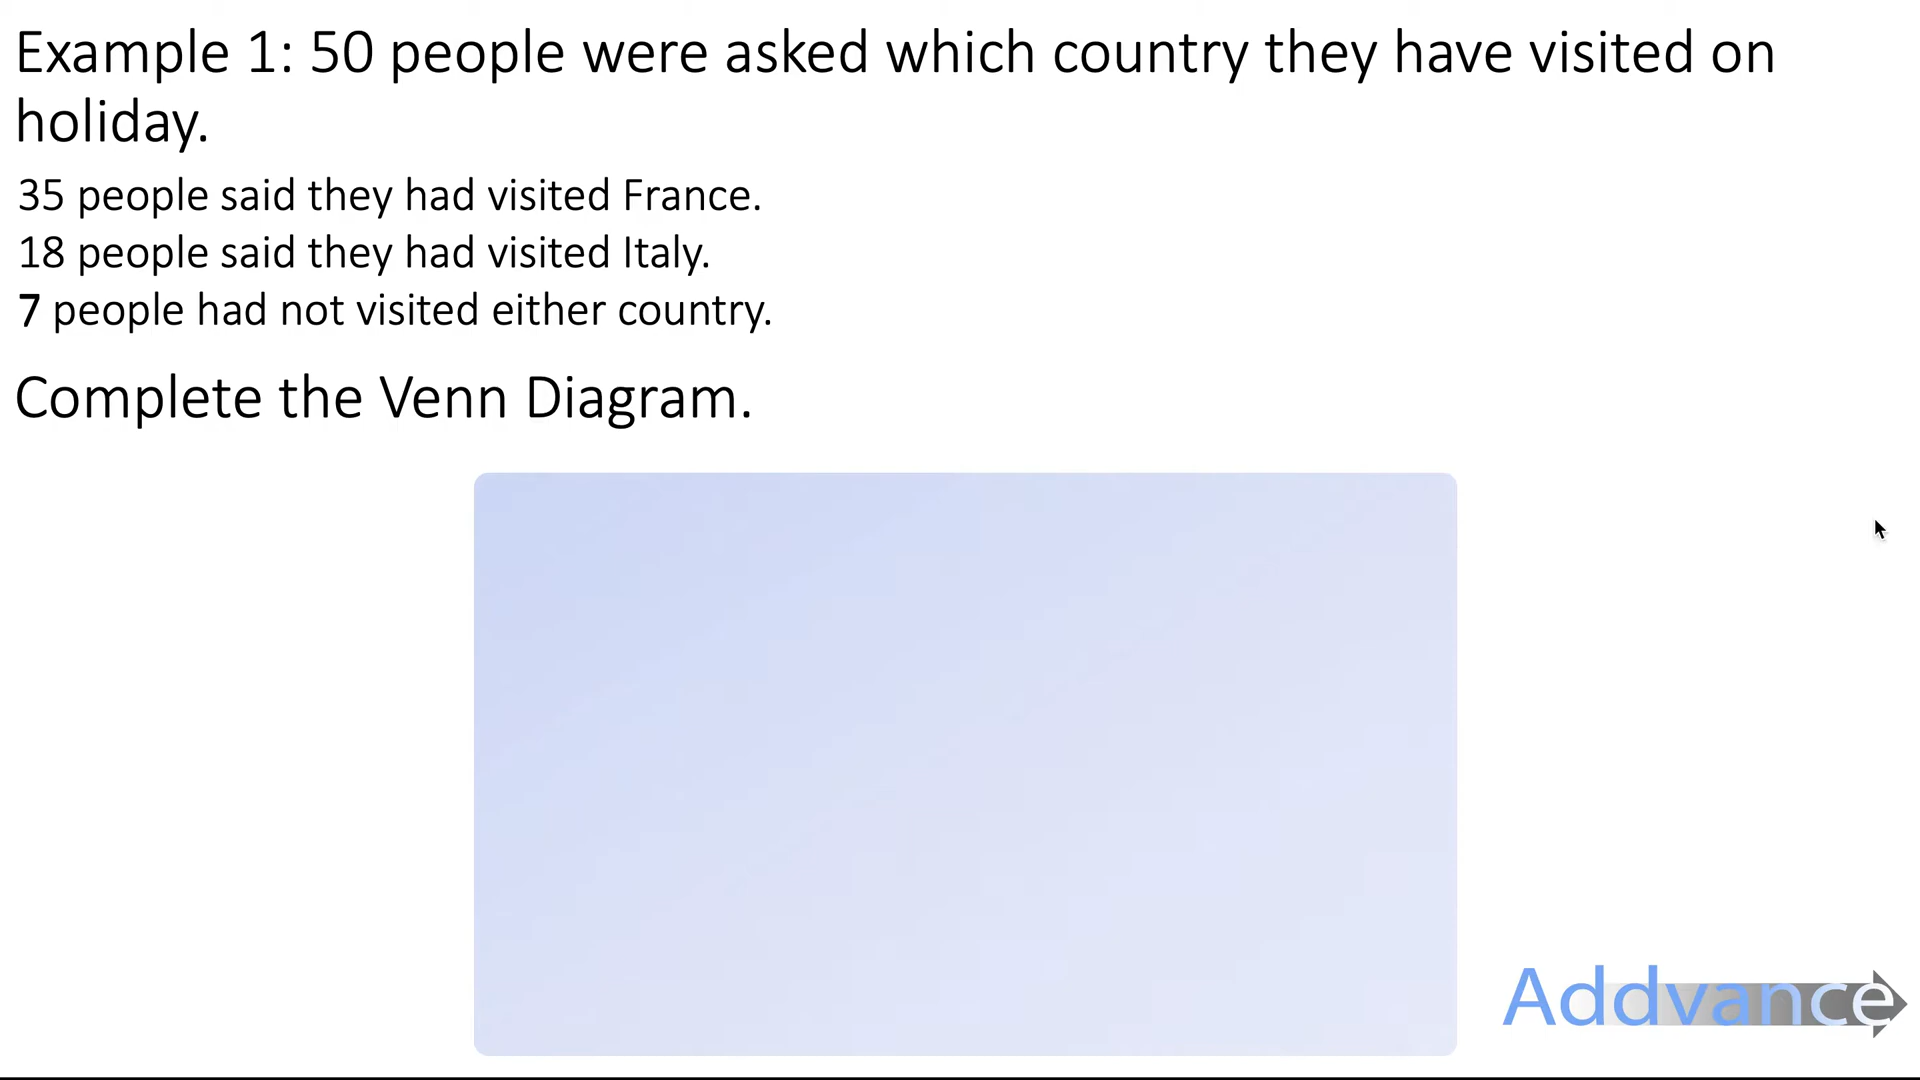 Example 1: 50 people were asked which country they have visited on
holiday.
35 people said they had visited France.
18 people said they had visited Italy.
7 people had not visited either country.
Complete the Venn Diagram.
Addvance